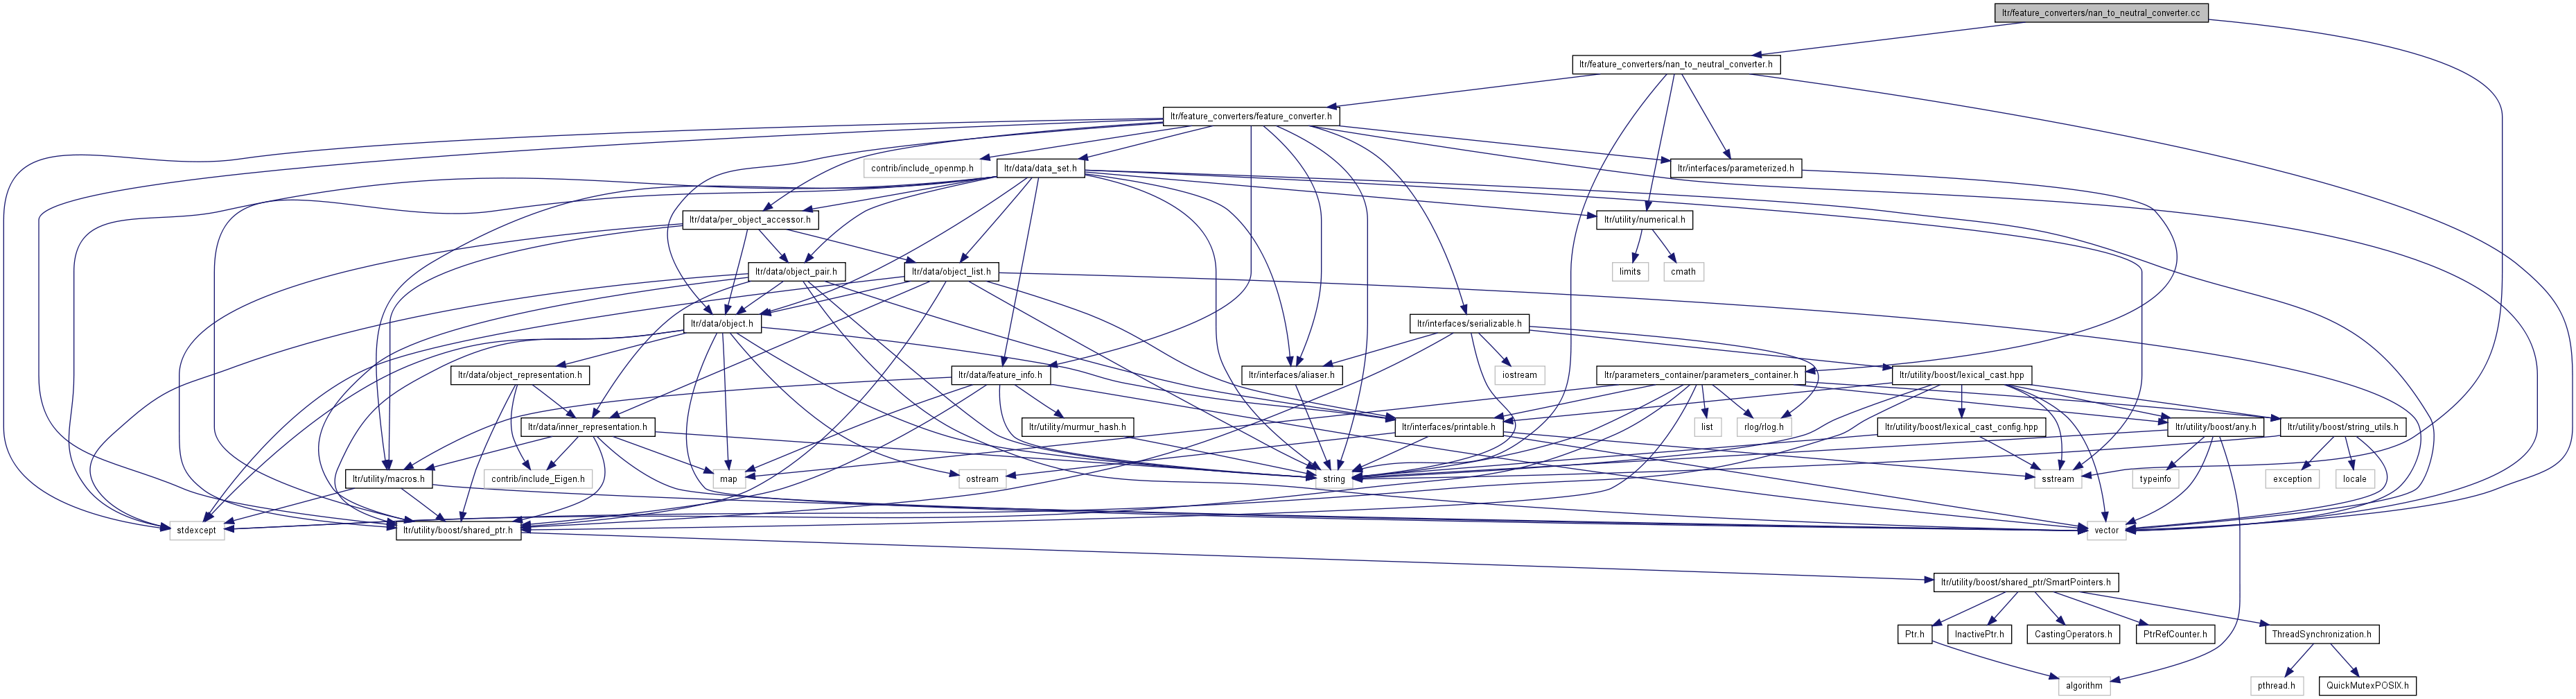 ltr/feature_converters/nan_to_neutral_converter.cc
ltr/feature_converters/nan_to_neutral_converter.h
ltr/feature_converters/feature_converter.h
contrib/include_openmp.h
ltr/data/data_set.h
ltr/interfaces/parameterized.h
ltr/data/per_object_accessor.h
ltr/utility/numerical.h
ltr/data/object_pair.h
ltr/data/object_list.h
limits
cmath
ltr/data/object.h
ltr/interfaces/serializable.h
ltr/data/object_representation.h
ltr/data/feature_info.h
ltr/interfaces/aliaser.h
iostream
ltr/parameters_container/parameters_container.h
ltr/utility/boost/lexical_cast.hpp
ltr/data/inner_representation.h
ltr/utility/murmur_hash.h
ltr/interfaces/printable.h
list
rlog/rlog.h
ltr/utility/boost/lexical_cast_config.hpp
ltr/utility/boost/any.h
ltr/utility/boost/string_utils.h
ltr/utility/macros.h
contrib/include_Eigen.h
map
ostream
string
sstream
typeinfo
exception
locale
stdexcept
ltr/utility/boost/shared_ptr.h
vector
ltr/utility/boost/shared_ptr/SmartPointers.h
Ptr.h
InactivePtr.h
CastingOperators.h
PtrRefCounter.h
ThreadSynchronization.h
algorithm
pthread.h
QuickMutexPOSIX.h